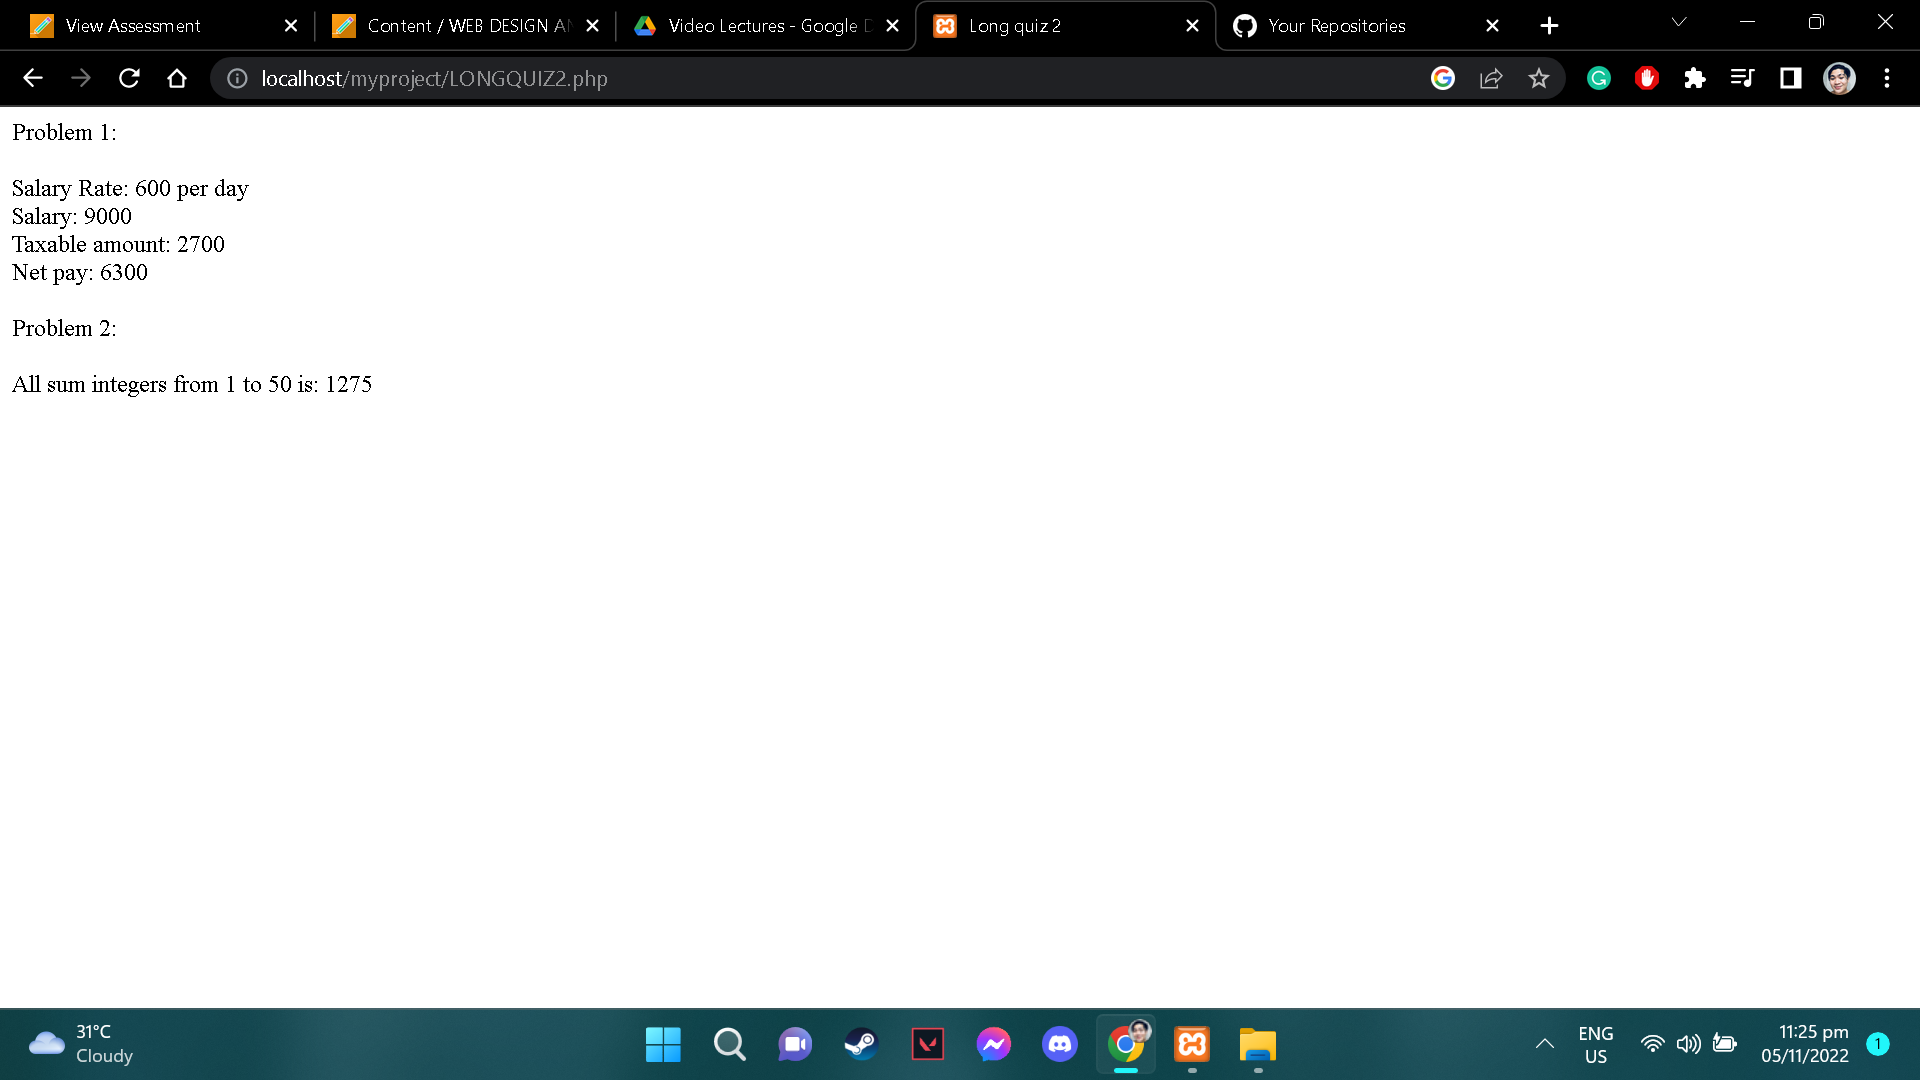 View Assessment
Content / WEB DESIGN AN
Video Lectures - Google D
Long quiz 2
Your Repositories
localhost/myproject/LONGQUIZ2.php
Problem 1:
Salary Rate: 600 per day
Salary: 9000
Taxable amount: 2700
Net pay: 6300
Problem 2:
All sum integers from 1 to 50 is: 1275
31°C
Cloudy
ENG
US
11:25 pm
05/11/2022
1